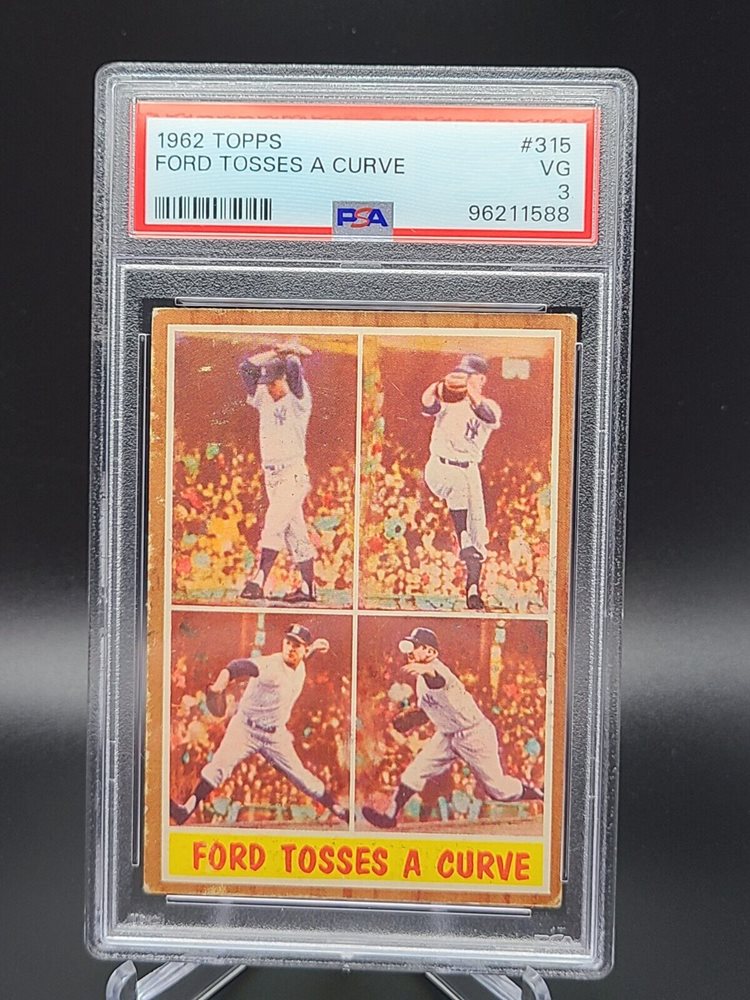 1962 TOPPS #315
FORD TOSSES A CURVE VG
3
PSA 96211588
FORD TOSSES A CURVE